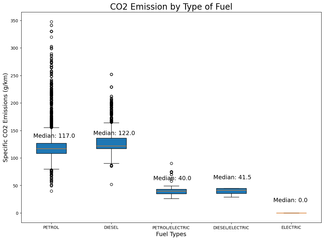 CO2 Emission by Type of Fuel
Specific CO2 Emissions (g/km)
350
300
250
200
150
100
50
0
Median: 117.0
Median: 122.0
Median: 40.0
Median: 41.5
Median: 0.0
PETROL
DIESEL
PETROL/ELECTRIC
DIESEL/ELECTRIC
ELECTRIC
Fuel Types